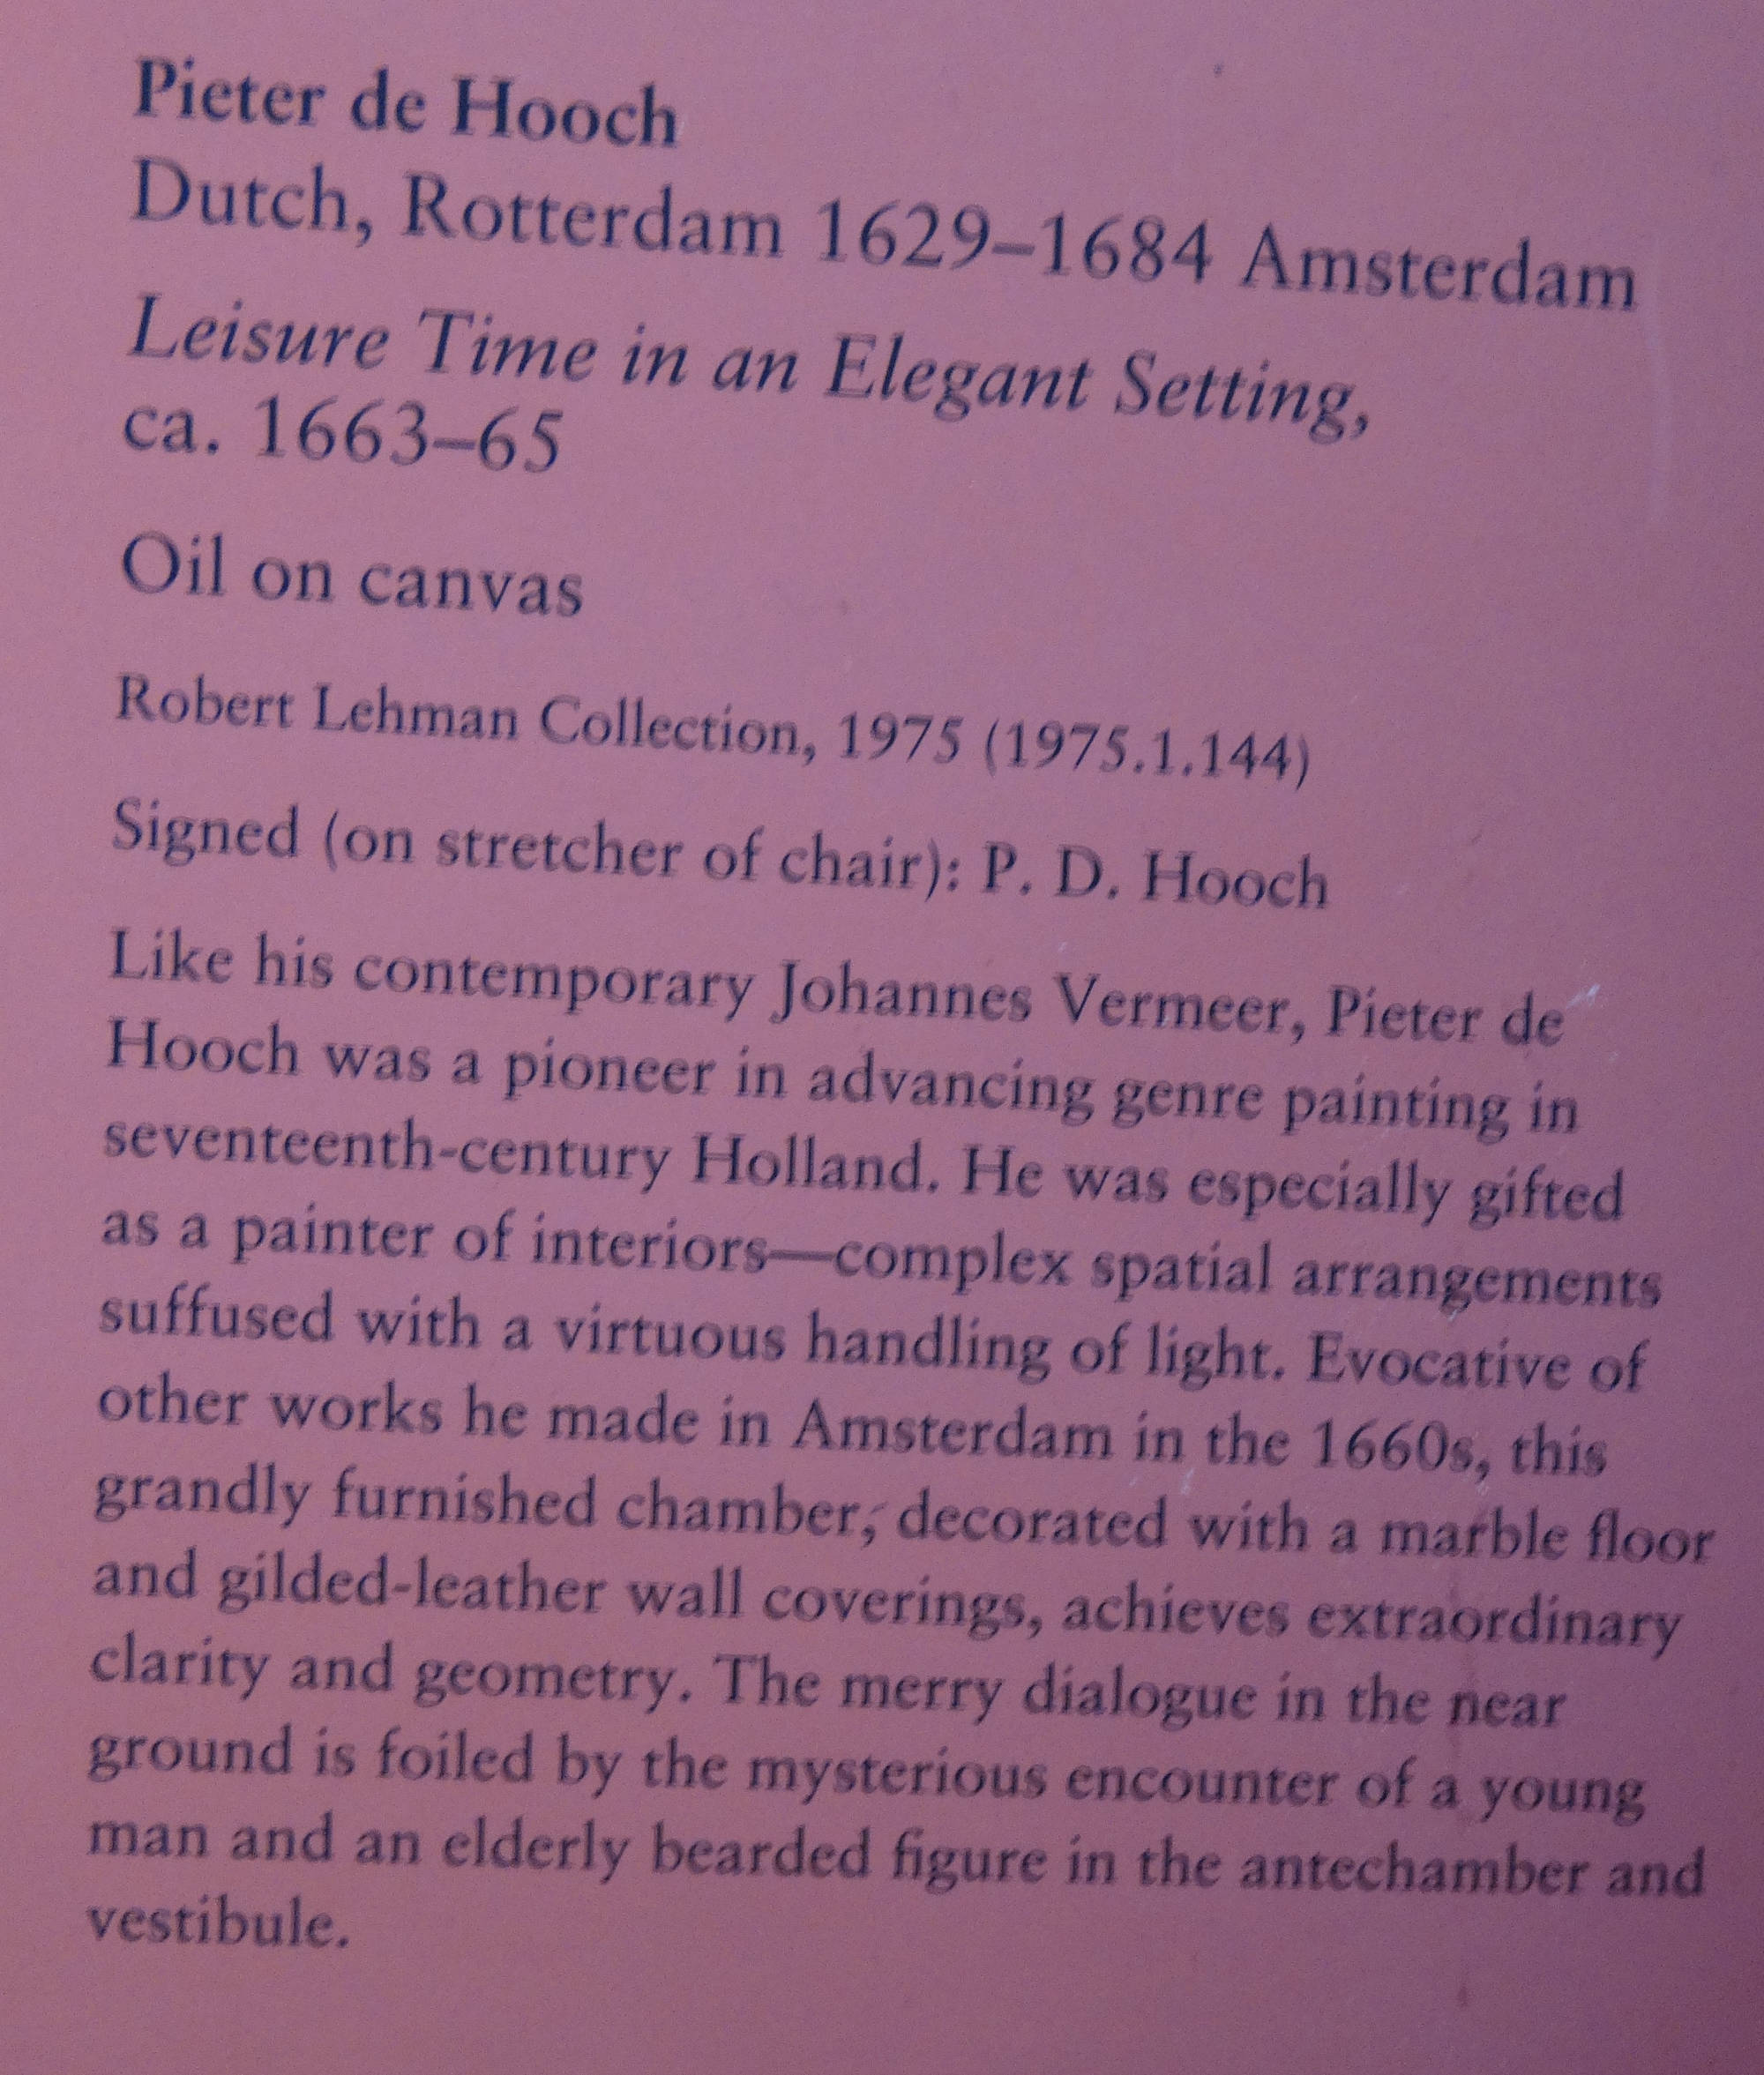 Pieter de Hooch
Dutch, Rotterdam 1629–1684 Amsterdam
Leisure Time in an Elegant Setting,
ca. 1663–65
Oil on canvas
Robert Lehman Collection, 1975 (1975.1.144)
Signed (on stretcher of chair): P. D. Hooch
Like his contemporary Johannes Vermeer, Pieter de
Hooch was a pioneer in advancing genre painting in
seventeenth-century Holland. He was especially gifted
as a painter of interiors—complex spatial arrangements
suffused with a virtuous handling of light. Evocative of
other works he made in Amsterdam in the 1660s, this
grandly furnished chamber, decorated with a marble floor
and gilded-leather wall coverings, achieves extraordinary
clarity and geometry. The merry dialogue in the near
ground is foiled by the mysterious encounter of a young
man and an elderly bearded figure in the antechamber and
vestibule.